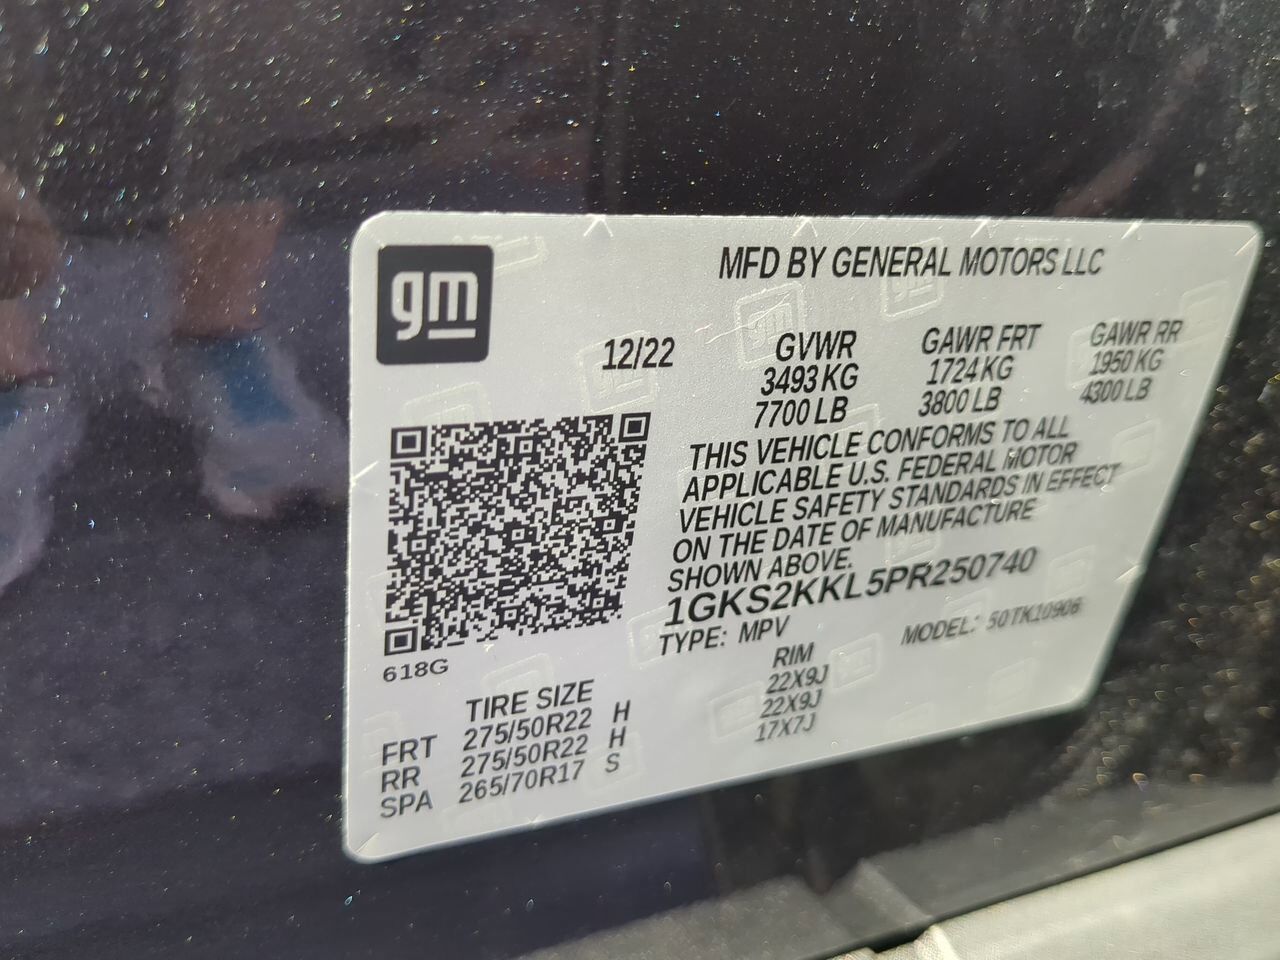 gm
MFD BY GENERAL MOTORS LLC
12/22 GVWR GAWR FRT GAWR RR
3493 KG 1724 KG 1950 KG
7700 LB 3800 LB 4300 LB
THIS VEHICLE CONFORMS TO ALL
APPLICABLE U.S. FEDERAL MOTOR
VEHICLE SAFETY STANDARDS IN EFFECT
ON THE DATE OF MANUFACTURE
SHOWN ABOVE.
1GKS2KKL5PR250740
TYPE: MPV MODEL: 50TK10906
618G
TIRE SIZE RIM
FRT 275/50R22 H 22X9J
RR 275/50R22 H 22X9J
SPA 265/70R17 S 17X7J